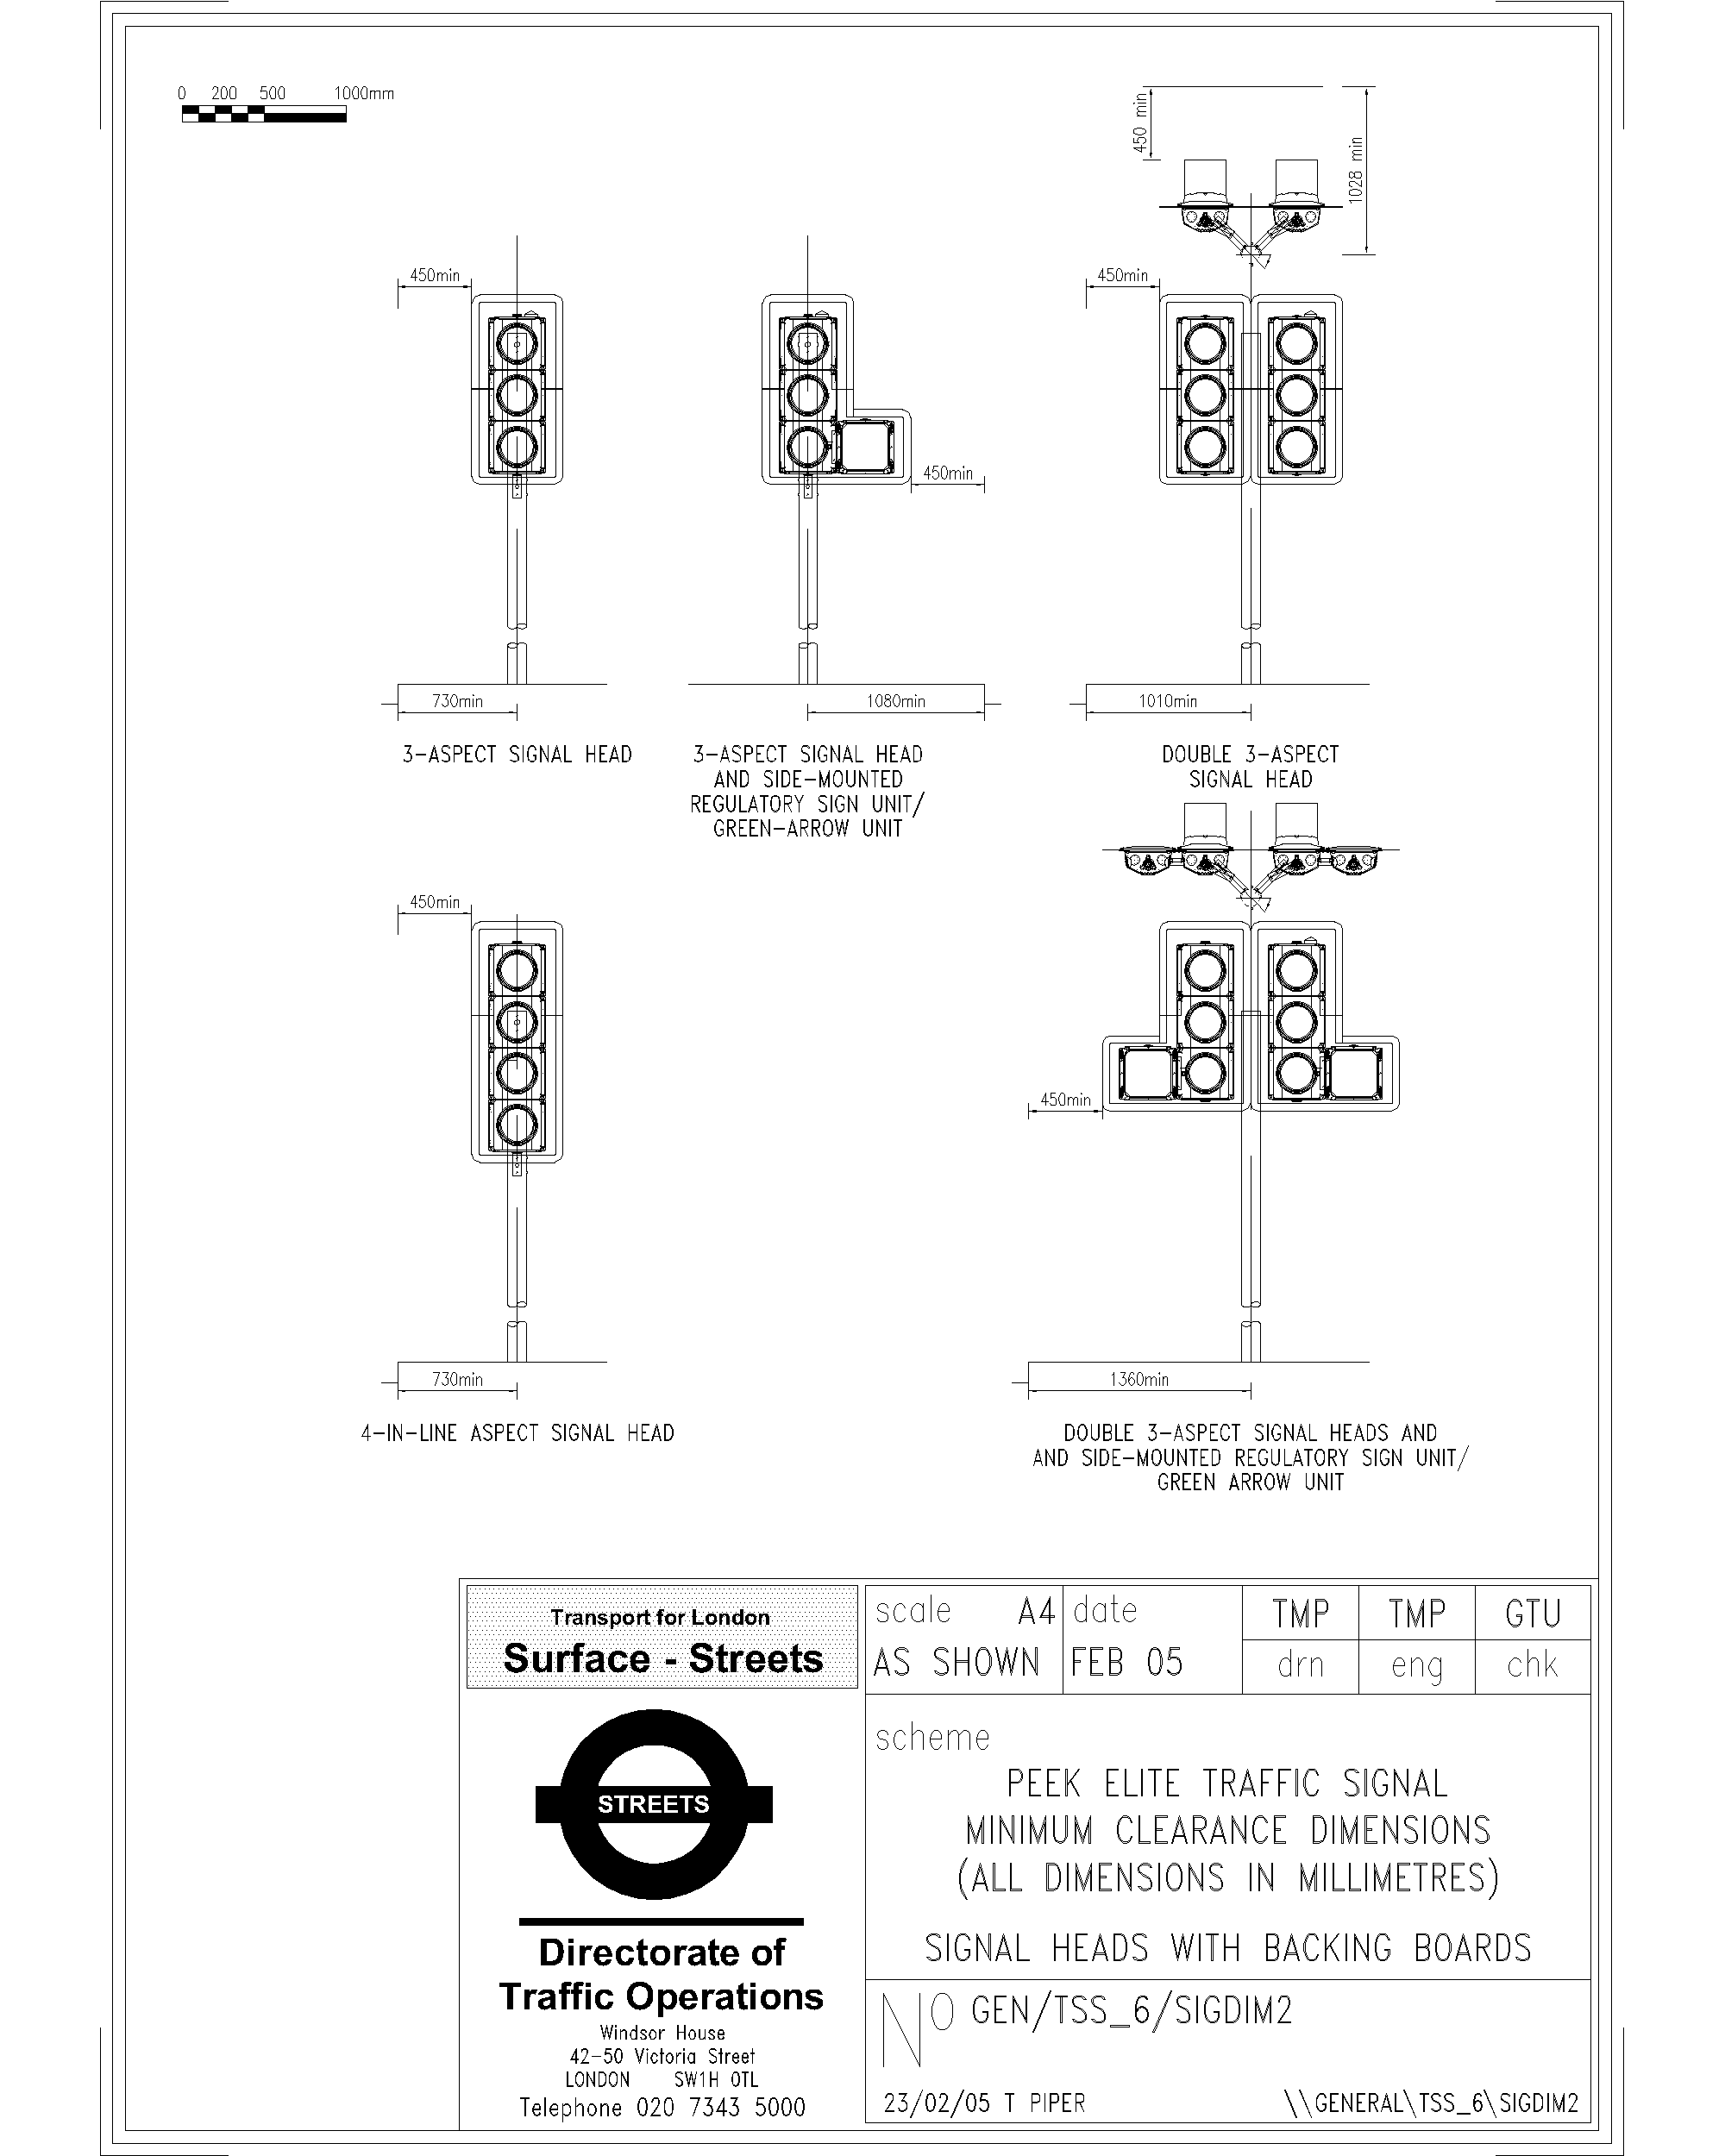 0 200 500 1000mm
450 min
1028 min
450min
450min
450min
730min
1080min
1010min
3-ASPECT SIGNAL HEAD
3-ASPECT SIGNAL HEAD
AND SIDE-MOUNTED
REGULATORY SIGN UNIT/
GREEN-ARROW UNIT
DOUBLE 3-ASPECT
SIGNAL HEAD
450min
450min
730min
1360min
4-IN-LINE ASPECT SIGNAL HEAD
DOUBLE 3-ASPECT SIGNAL HEADS AND
AND SIDE-MOUNTED REGULATORY SIGN UNIT/
GREEN ARROW UNIT
Transport for London
Surface - Streets
STREETS
Directorate of
Traffic Operations
Windsor House
42-50 Victoria Street
LONDON SW1H 0TL
Telephone 020 7343 5000
scale A4
AS SHOWN
date
FEB 05
TMP TMP GTU
drn eng chk
scheme
PEEK ELITE TRAFFIC SIGNAL
MINIMUM CLEARANCE DIMENSIONS
(ALL DIMENSIONS IN MILLIMETRES)
SIGNAL HEADS WITH BACKING BOARDS
NO GEN/TSS_6/SIGDIM2
23/02/05 T PIPER \\GENERAL\TSS_6\SIGDIM2